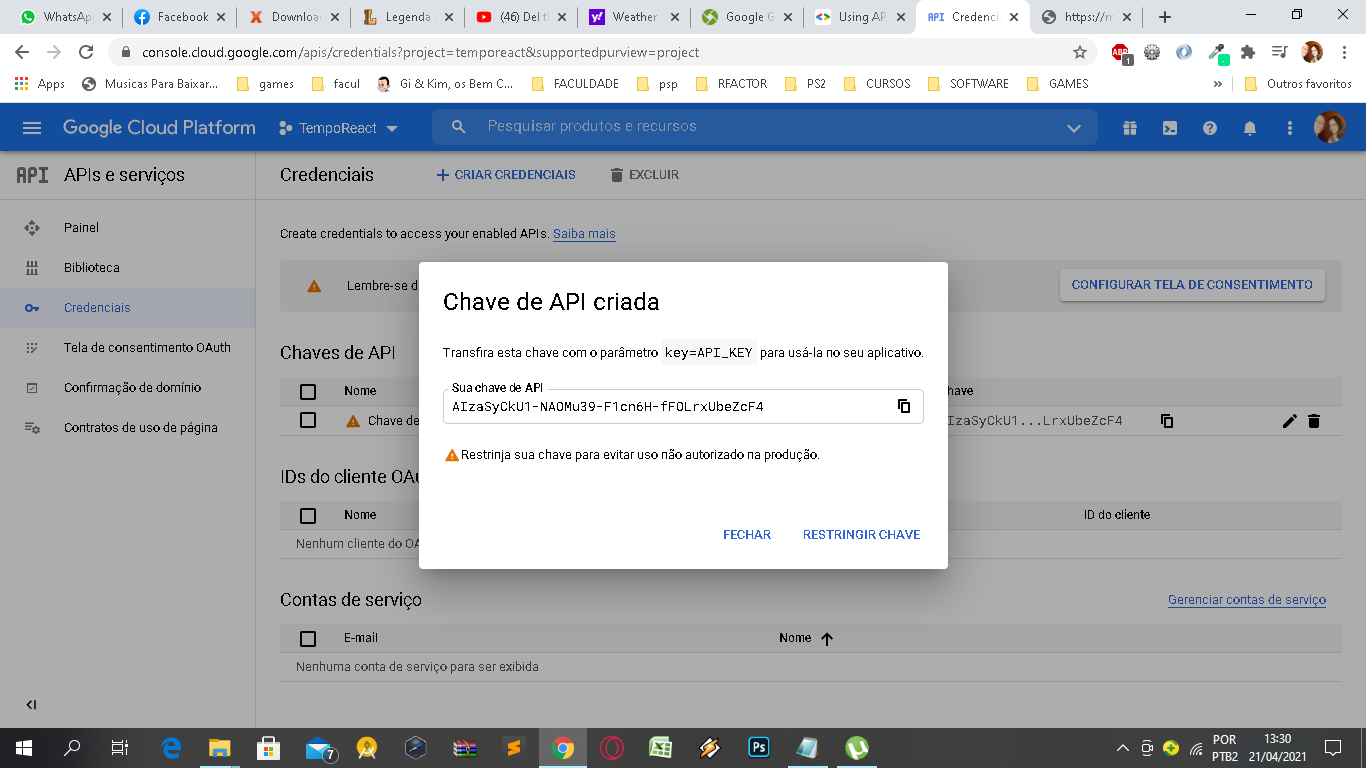 WhatsApp
Facebook
Downloa
Legenda
(46) Del t
Weather
Google G
Using AP
API Credenci
https://m
console.cloud.google.com/apis/credentials?project=temporeact&supportedpurview=project
ABP
1
Apps
Musicas Para Baixar...
games
facul
Gi & Kim, os Bem C...
FACULDADE
psp
RFACTOR
PS2
CURSOS
SOFTWARE
GAMES
»
Outros favoritos
Google Cloud Platform
TempoReact
Pesquisar produtos e recursos
API APIs e serviços
Credenciais
+ CRIAR CREDENCIAIS
EXCLUIR
Painel
Biblioteca
Credenciais
Tela de consentimento OAuth
Confirmação de domínio
Contratos de uso de página
Create credentials to access your enabled APIs. Saiba mais
Lembre-se d
CONFIGURAR TELA DE CONSENTIMENTO
Chaves de API
Nome
have
Chave de
IzaSyCkU1...LrxUbeZcF4
IDs do cliente OAu
Nome
ID do cliente
Nenhum cliente do OA
Chave de API criada
Transfira esta chave com o parâmetro key=API_KEY para usá-la no seu aplicativo.
Sua chave de API
AIzaSyCkU1-NAOMu39-F1cn6H-fFOLrxUbeZcF4
Restrinja sua chave para evitar uso não autorizado na produção.
FECHAR
RESTRINGIR CHAVE
Contas de serviço
Gerenciar contas de serviço
E-mail
Nome
Nenhuma conta de serviço para ser exibida
7
Ps
POR
PTB2
13:30
21/04/2021